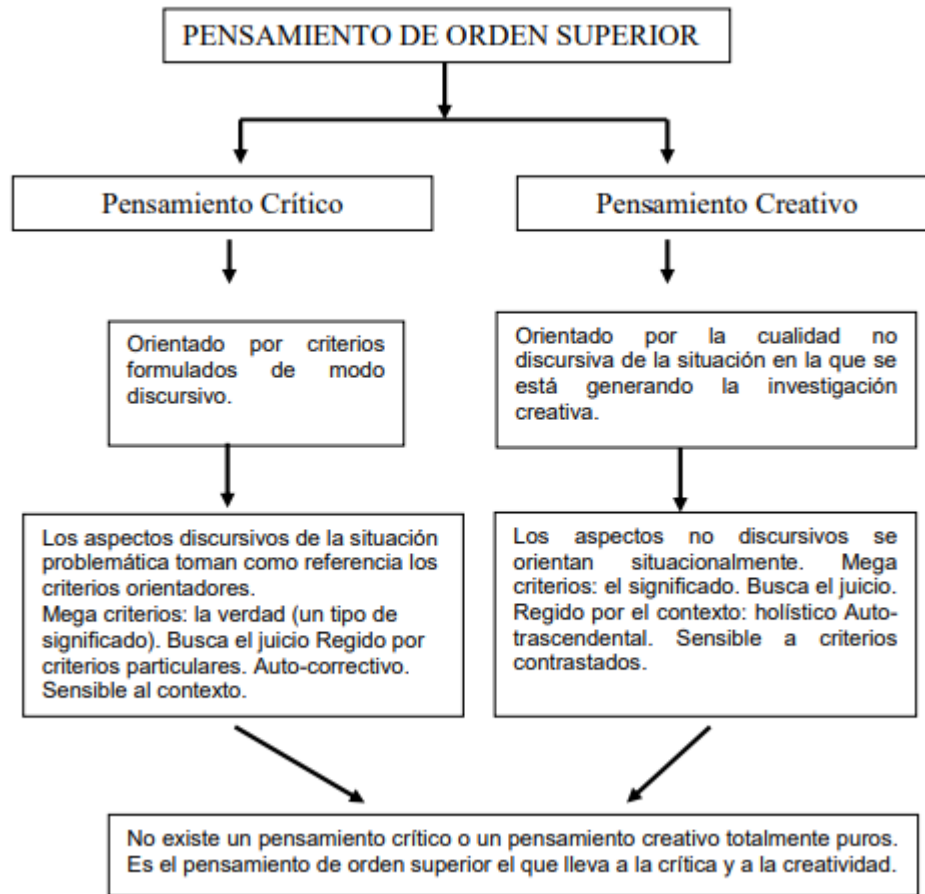 PENSAMIENTO DE ORDEN SUPERIOR
Pensamiento Crítico
Pensamiento Creativo
Orientado por criterios
formulados de modo
discursivo.
Orientado por la cualidad no
discursiva de la situación en la que se
está generando la investigación
creativa.
Los aspectos discursivos de la situación
problemática toman como referencia los
criterios orientadores.
Mega criterios: la verdad (un tipo de
significado). Busca el juicio Regido por
criterios particulares. Auto-correctivo.
Sensible al contexto.
Los aspectos no discursivos se
orientan situacionalmente. Mega
criterios: el significado. Busca el juicio.
Regido por el contexto: holístico Auto-
trascendental. Sensible a criterios
contrastados.
No existe un pensamiento crítico o un pensamiento creativo totalmente puros.
Es el pensamiento de orden superior el que lleva a la crítica y a la creatividad.